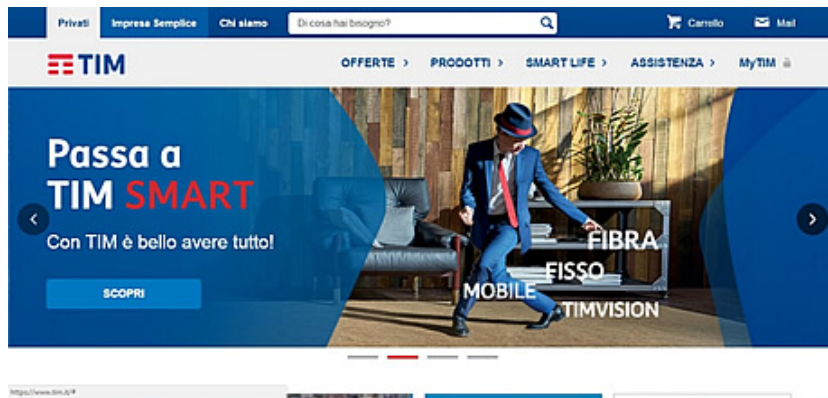 Privati Impresa Semplice Chi siamo Di cosa hai bisogno? Carrello Mail
TIM OFFERTE > PRODOTTI > SMART LIFE > ASSISTENZA > MyTIM
Passa a
TIM SMART
Con TIM è bello avere tutto!
SCOPRI
FIBRA
FISSO
MOBILE
TIMVISION
https://www.tim.it/#